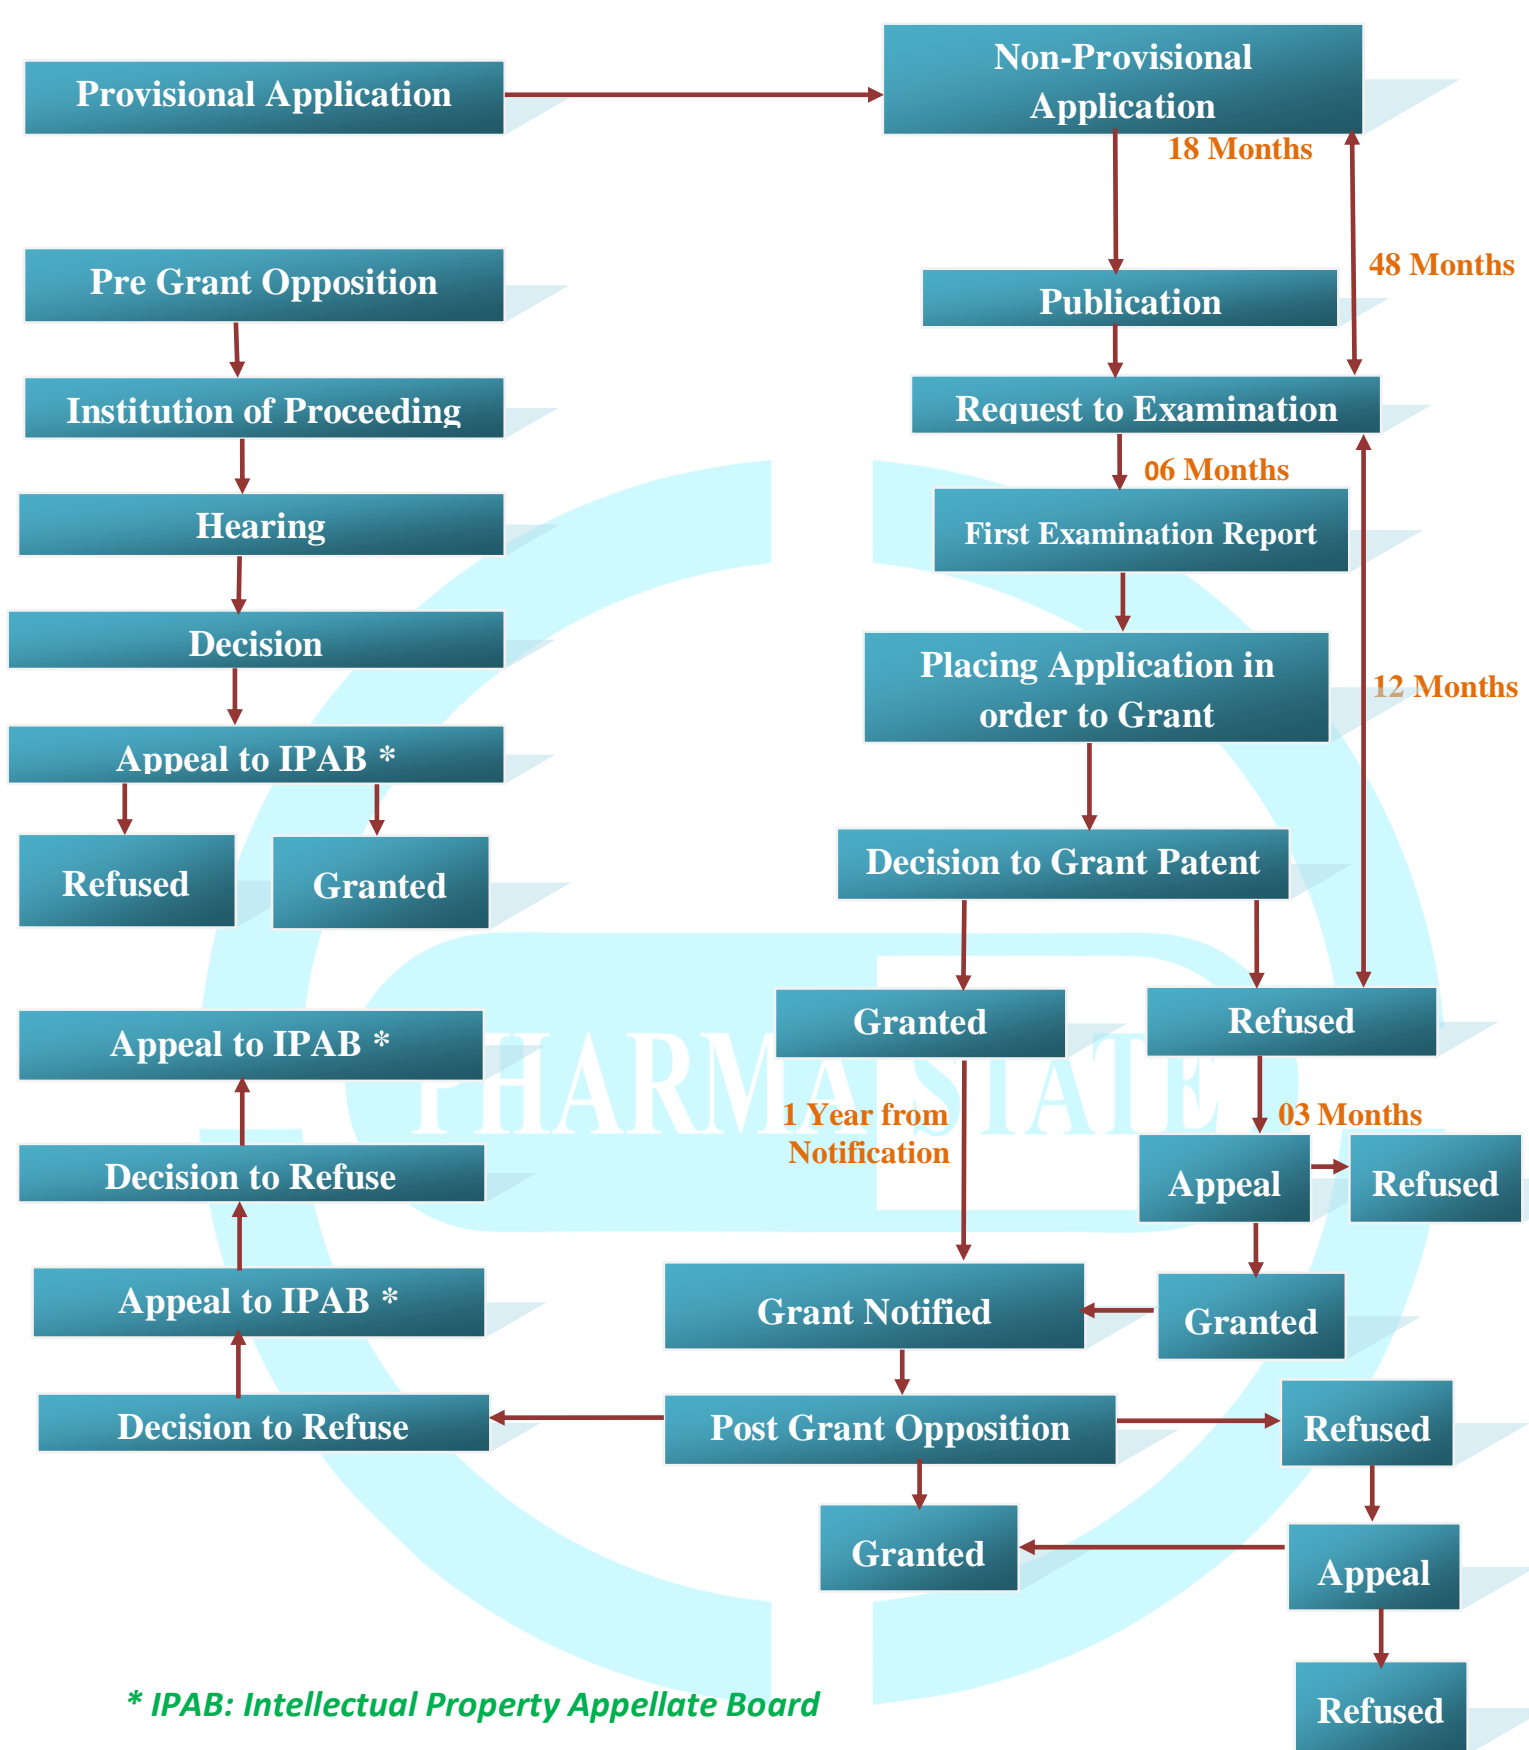 Provisional Application
Non-Provisional
Application
18 Months
48 Months
Pre Grant Opposition
Publication
Institution of Proceeding
Request to Examination
06 Months
Hearing
First Examination Report
Decision
Placing Application in
order to Grant
12 Months
Appeal to IPAB *
Refused
Granted
Decision to Grant Patent
Granted
Refused
Appeal to IPAB *
PHARMA STATE
1 Year from
Notification
03 Months
Decision to Refuse
Appeal
Refused
Appeal to IPAB *
Grant Notified
Granted
Decision to Refuse
Post Grant Opposition
Refused
Granted
Appeal
Refused
* IPAB: Intellectual Property Appellate Board